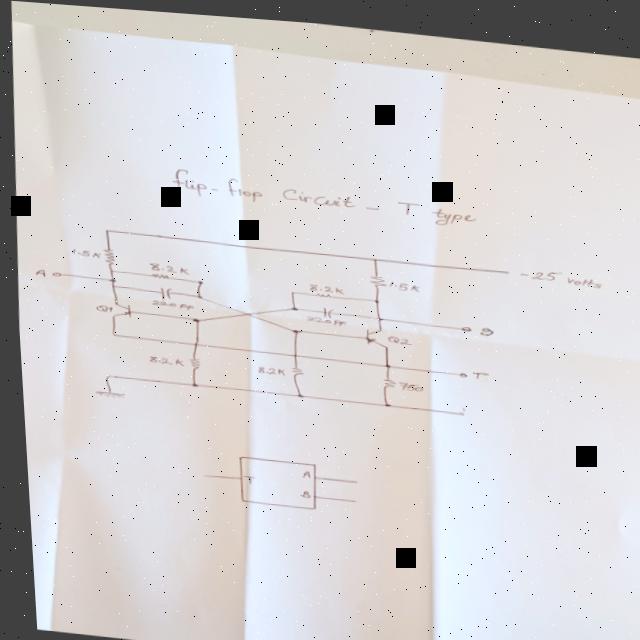 flip-flop Circuit - T type
-25 volts
1.5K
1.5K
A
8.2K
220PF
8.2K
220PF
Q1
Q2
B
8.2K
8.2K
750
T
T
A
B